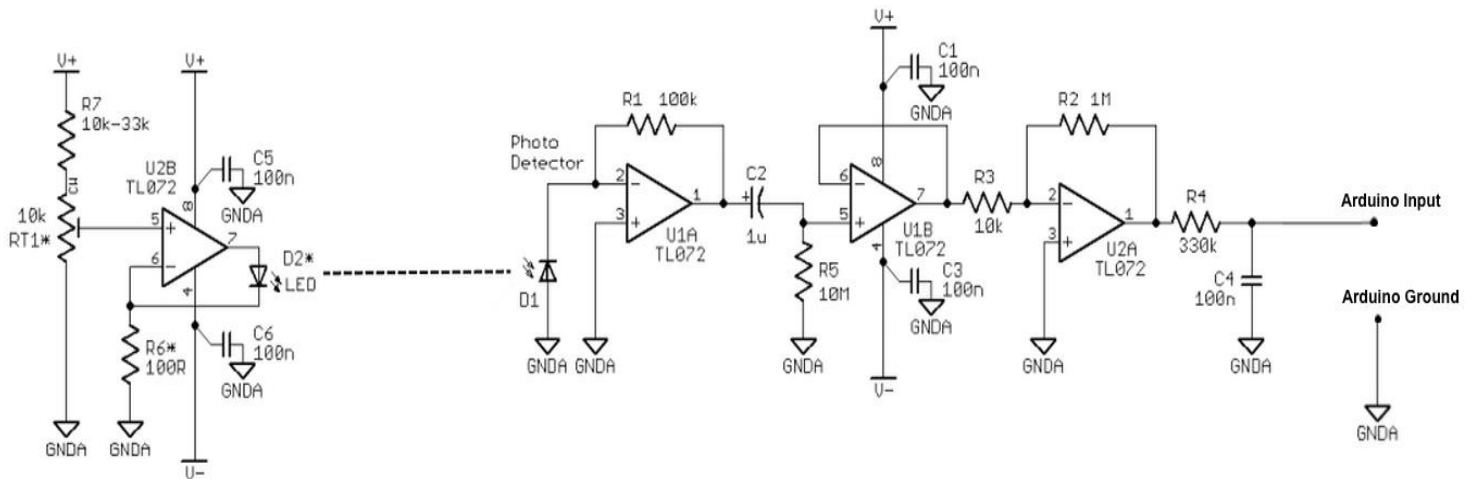 V+
R7
10k-33k
CW
10k
RT1*
GNDA
V+
U2B
TL072
C5
100n
GNDA
8
5
+
7
6
-
4
D2*
LED
R6*
100R
GNDA
C6
100n
GNDA
V-
Photo
Detector
D1
GNDA
R1 100k
2
-
1
3
+
U1A
TL072
GNDA
C2
+
1u
R5
10M
GNDA
V+
C1
100n
GNDA
8
6
-
7
5
+
4
U1B
TL072
C3
100n
GNDA
V-
R3
10k
R2 1M
2
-
1
3
+
U2A
TL072
GNDA
R4
330k
C4
100n
GNDA
Arduino Input
Arduino Ground
GNDA